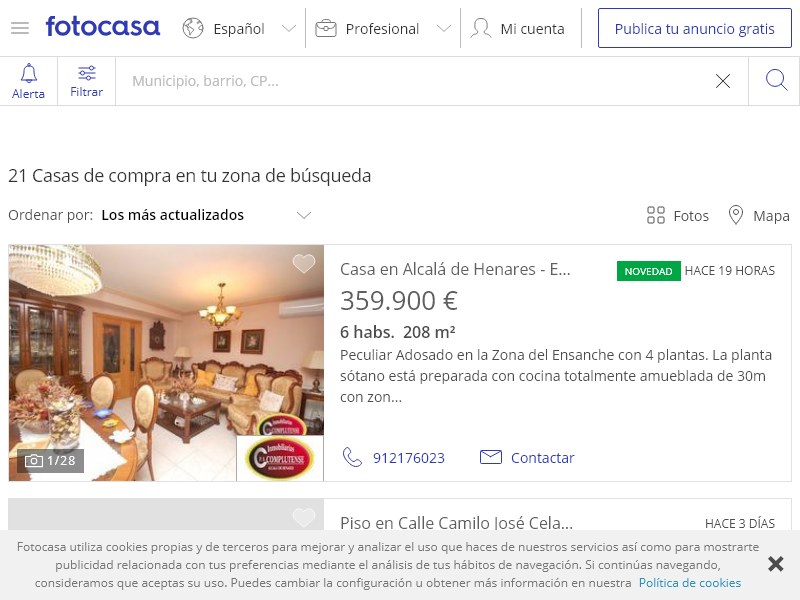 fotocasa
Español
Profesional
Mi cuenta
Publica tu anuncio gratis
Alerta
Filtrar
Municipio, barrio, CP...
21 Casas de compra en tu zona de búsqueda
Ordenar por: Los más actualizados
Fotos
Mapa
Casa en Alcalá de Henares - E...
NOVEDAD HACE 19 HORAS
359.900 €
6 habs. 208 m²
Peculiar Adosado en la Zona del Ensanche con 4 plantas. La planta
sótano está preparada con cocina totalmente amueblada de 30m
con zon...
912176023
Contactar
1/28
Inmobiliarias
COMPLUTENSE
Piso en Calle Camilo José Cela...
HACE 3 DÍAS
Fotocasa utiliza cookies propias y de terceros para mejorar y analizar el uso que haces de nuestros servicios así como para mostrarte
publicidad relacionada con tus preferencias mediante el análisis de tus hábitos de navegación. Si continúas navegando,
consideramos que aceptas su uso. Puedes cambiar la configuración u obtener más información en nuestra Política de cookies